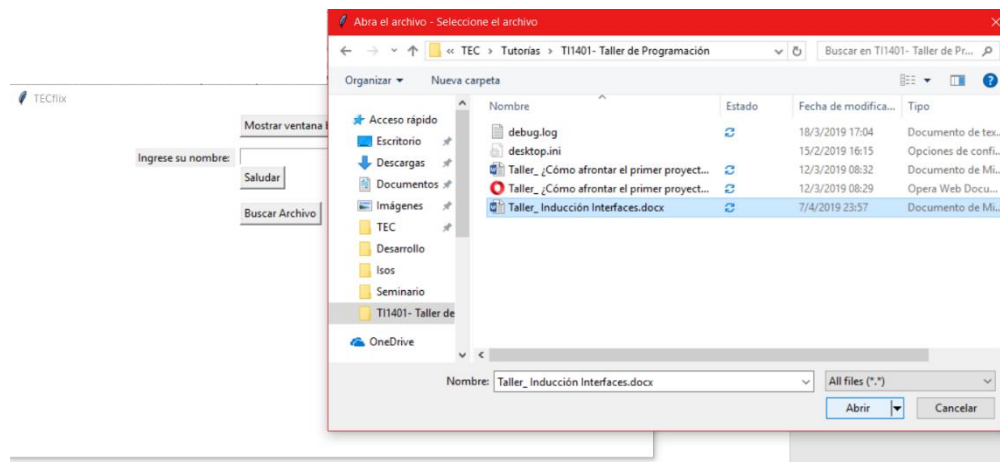 Abra el archivo - Seleccione el archivo
« TEC > Tutorías > TI1401- Taller de Programación
Buscar en TI1401- Taller de Pr...
Organizar
Nueva carpeta
TECflix
Mostrar ventana
Ingrese su nombre:
Saludar
Buscar Archivo
Acceso rápido
Escritorio
Descargas
Documentos
Imágenes
TEC
Desarrollo
Isos
Seminario
TI1401- Taller de
OneDrive
Nombre Estado Fecha de modifica... Tipo
debug.log 18/3/2019 17:04 Documento de tex...
desktop.ini 15/2/2019 16:15 Opciones de confi...
Taller_ ¿Cómo afrontar el primer proyect... 12/3/2019 08:32 Documento de Mi...
Taller_ ¿Cómo afrontar el primer proyect... 12/3/2019 08:29 Opera Web Docu...
Taller_ Inducción Interfaces.docx 7/4/2019 23:57 Documento de Mi...
Nombre: Taller_ Inducción Interfaces.docx
All files (*.*)
Abrir
Cancelar